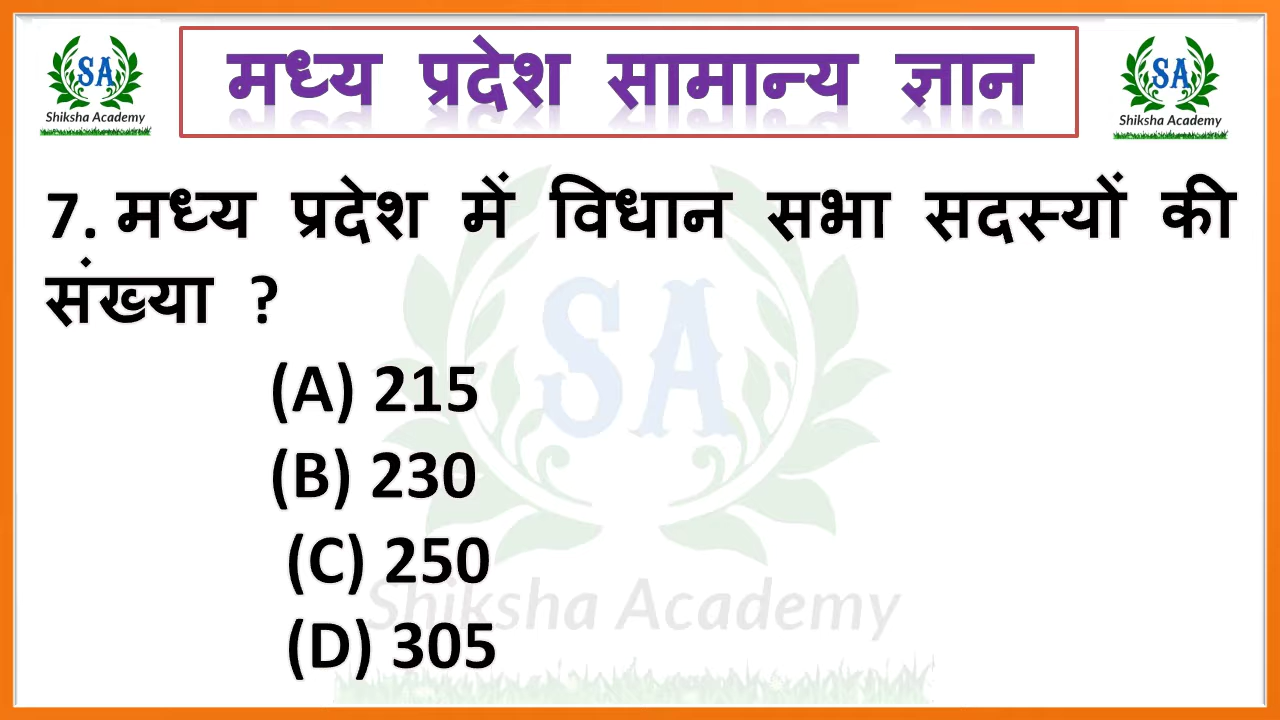 SA
Shiksha Academy
मध्य प्रदेश सामान्य ज्ञान
SA
Shiksha Academy
7. मध्य प्रदेश में विधान सभा सदस्यों की
संख्या ?
(A) 215
(B) 230
(C) 250
(D) 305
SA
Shiksha Academy